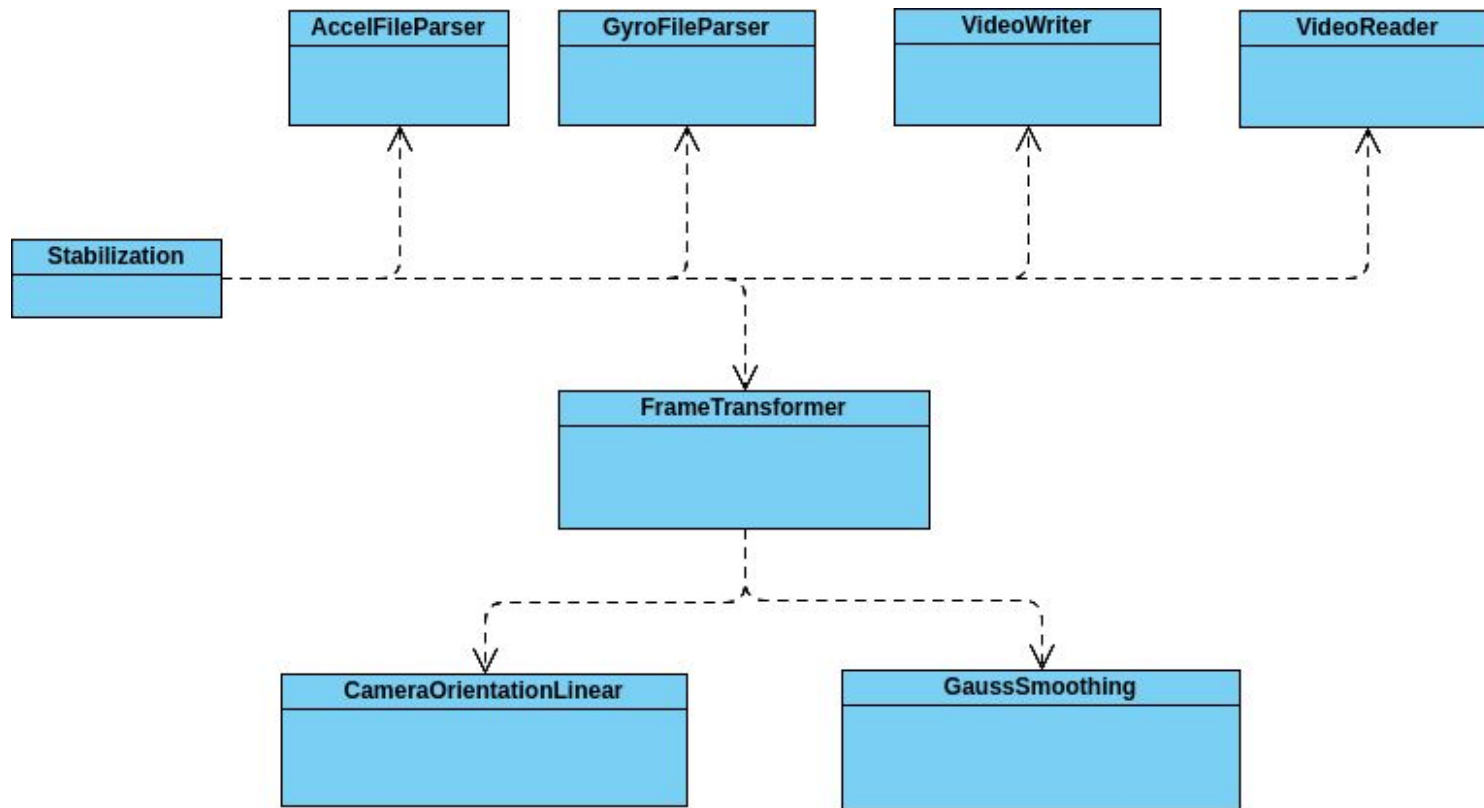 AccelFileParser
GyroFileParser
VideoWriter
VideoReader
Stabilization
FrameTransformer
CameraOrientationLinear
GaussSmoothing